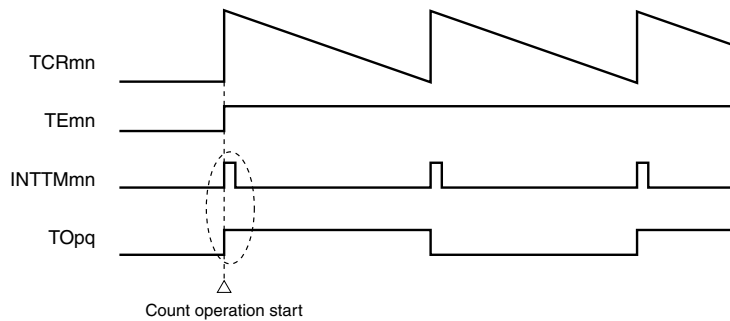 TCRmn
TEmn
INTTMmn
TOpq
Count operation start